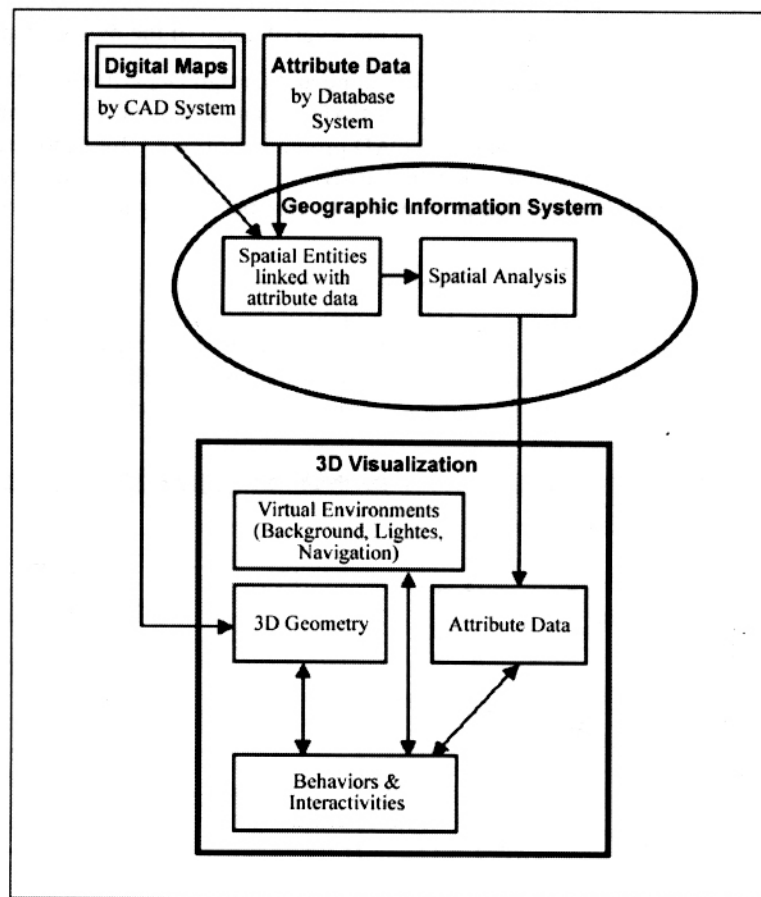 Digital Maps
by CAD System
Attribute Data
by Database
System
Geographic Information System
Spatial Entities
linked with
attribute data
Spatial Analysis
3D Visualization
Virtual Environments
(Background, Lightes,
Navigation)
3D Geometry
Attribute Data
Behaviors &
Interactivities